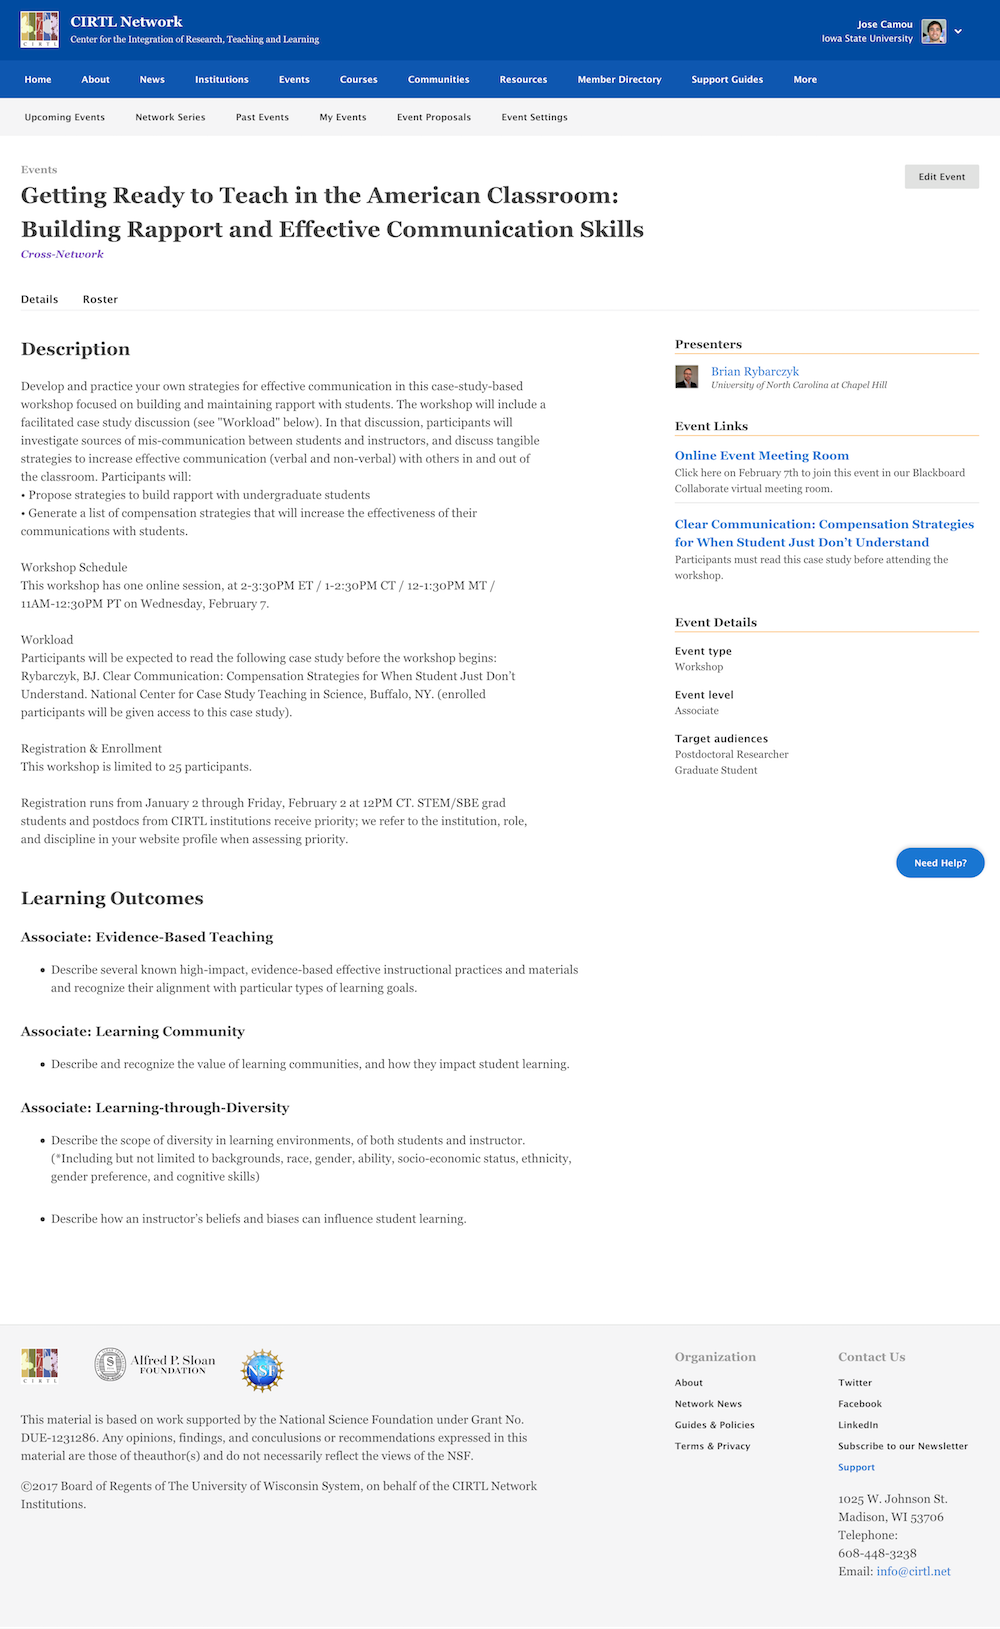 CIRTL Network
Center for the Integration of Research, Teaching and Learning
Jose Camou
Iowa State University
CIRTL
Home About News Institutions Events Courses Communities Resources Member Directory Support Guides More
Upcoming Events Network Series Past Events My Events Event Proposals Event Settings
Events
Edit Event
Getting Ready to Teach in the American Classroom:
Building Rapport and Effective Communication Skills
Cross-Network
Details Roster
Description
Develop and practice your own strategies for effective communication in this case-study-based
workshop focused on building and maintaining rapport with students. The workshop will include a
facilitated case study discussion (see "Workload" below). In that discussion, participants will
investigate sources of mis-communication between students and instructors, and discuss tangible
strategies to increase effective communication (verbal and non-verbal) with others in and out of
the classroom. Participants will:
• Propose strategies to build rapport with undergraduate students
• Generate a list of compensation strategies that will increase the effectiveness of their
communications with students.
Workshop Schedule
This workshop has one online session, at 2-3:30PM ET / 1-2:30PM CT / 12-1:30PM MT /
11AM-12:30PM PT on Wednesday, February 7.
Workload
Participants will be expected to read the following case study before the workshop begins:
Rybarczyk, BJ. Clear Communication: Compensation Strategies for When Student Just Don't
Understand. National Center for Case Study Teaching in Science, Buffalo, NY. (enrolled
participants will be given access to this case study).
Registration & Enrollment
This workshop is limited to 25 participants.
Registration runs from January 2 through Friday, February 2 at 12PM CT. STEM/SBE grad
students and postdocs from CIRTL institutions receive priority; we refer to the institution, role,
and discipline in your website profile when assessing priority.
Presenters
Brian Rybarczyk
University of North Carolina at Chapel Hill
Event Links
Online Event Meeting Room
Click here on February 7th to join this event in our Blackboard
Collaborate virtual meeting room.
Clear Communication: Compensation Strategies
for When Student Just Don't Understand
Participants must read this case study before attending the
workshop.
Event Details
Event type
Workshop
Event level
Associate
Target audiences
Postdoctoral Researcher
Graduate Student
Need Help?
Learning Outcomes
Associate: Evidence-Based Teaching
• Describe several known high-impact, evidence-based effective instructional practices and materials
and recognize their alignment with particular types of learning goals.
Associate: Learning Community
• Describe and recognize the value of learning communities, and how they impact student learning.
Associate: Learning-through-Diversity
• Describe the scope of diversity in learning environments, of both students and instructor.
(*Including but not limited to backgrounds, race, gender, ability, socio-economic status, ethnicity,
gender preference, and cognitive skills)
• Describe how an instructor's beliefs and biases can influence student learning.
CIRTL
S
Alfred P. Sloan
FOUNDATION
NSF
This material is based on work supported by the National Science Foundation under Grant No.
DUE-1231286. Any opinions, findings, and conculusions or recommendations expressed in this
material are those of theauthor(s) and do not necessarily reflect the views of the NSF.
©2017 Board of Regents of The University of Wisconsin System, on behalf of the CIRTL Network
Institutions.
Organization
About
Network News
Guides & Policies
Terms & Privacy
Contact Us
Twitter
Facebook
LinkedIn
Subscribe to our Newsletter
Support
1025 W. Johnson St.
Madison, WI 53706
Telephone:
608-448-3238
Email: info@cirtl.net